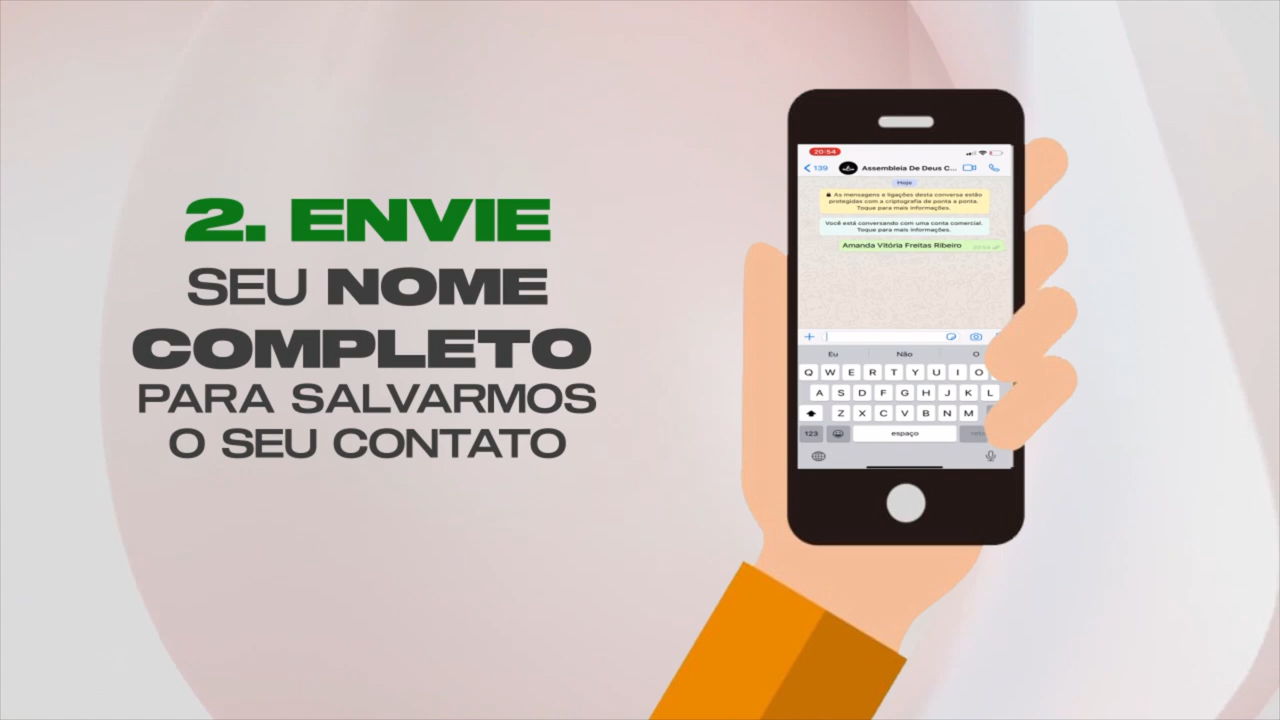 2. ENVIE
SEU NOME
COMPLETO
PARA SALVARMOS
O SEU CONTATO
20:54
139
Assembleia De Deus C...
Hoje
As mensagens e ligações desta conversa estão
protegidas com a criptografia de ponta a ponta.
Toque para mais informações.
Você está conversando com uma conta comercial.
Toque para mais informações.
Amanda Vitória Freitas Ribeiro
Eu Não O
Q W E R T Y U I O
A S D F G H J K L
Z X C V B N M
123 espaço